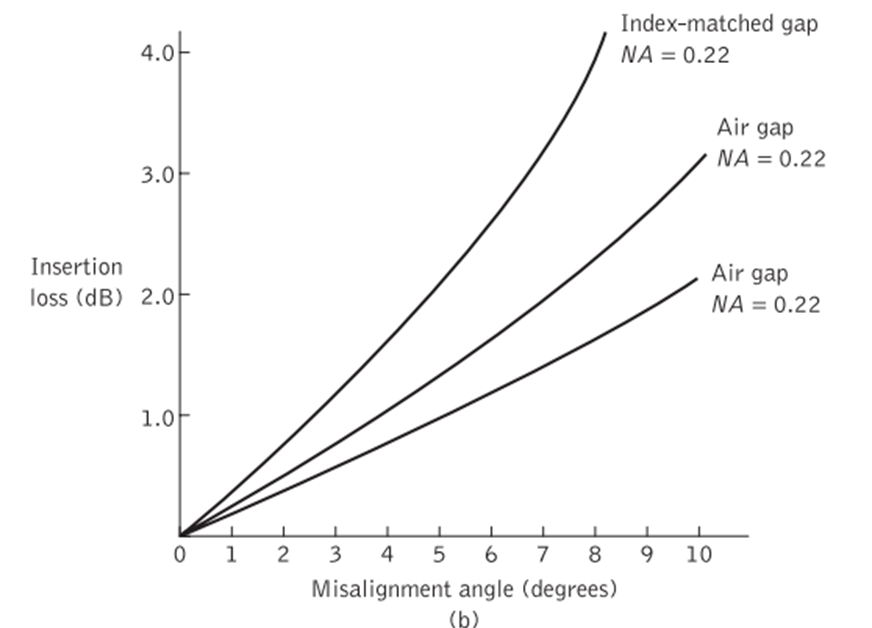 Index-matched gap
NA = 0.22
4.0
Air gap
NA = 0.22
3.0
Insertion
loss (dB)
2.0
Air gap
NA = 0.22
1.0
0 1 2 3 4 5 6 7 8 9 10
Misalignment angle (degrees)
(b)